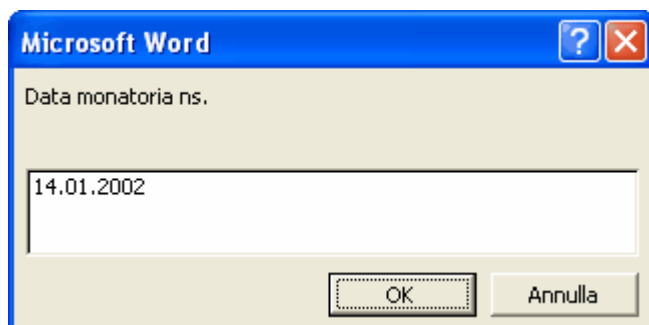 Microsoft Word
Data monatoria ns.
14.01.2002
OK
Annulla